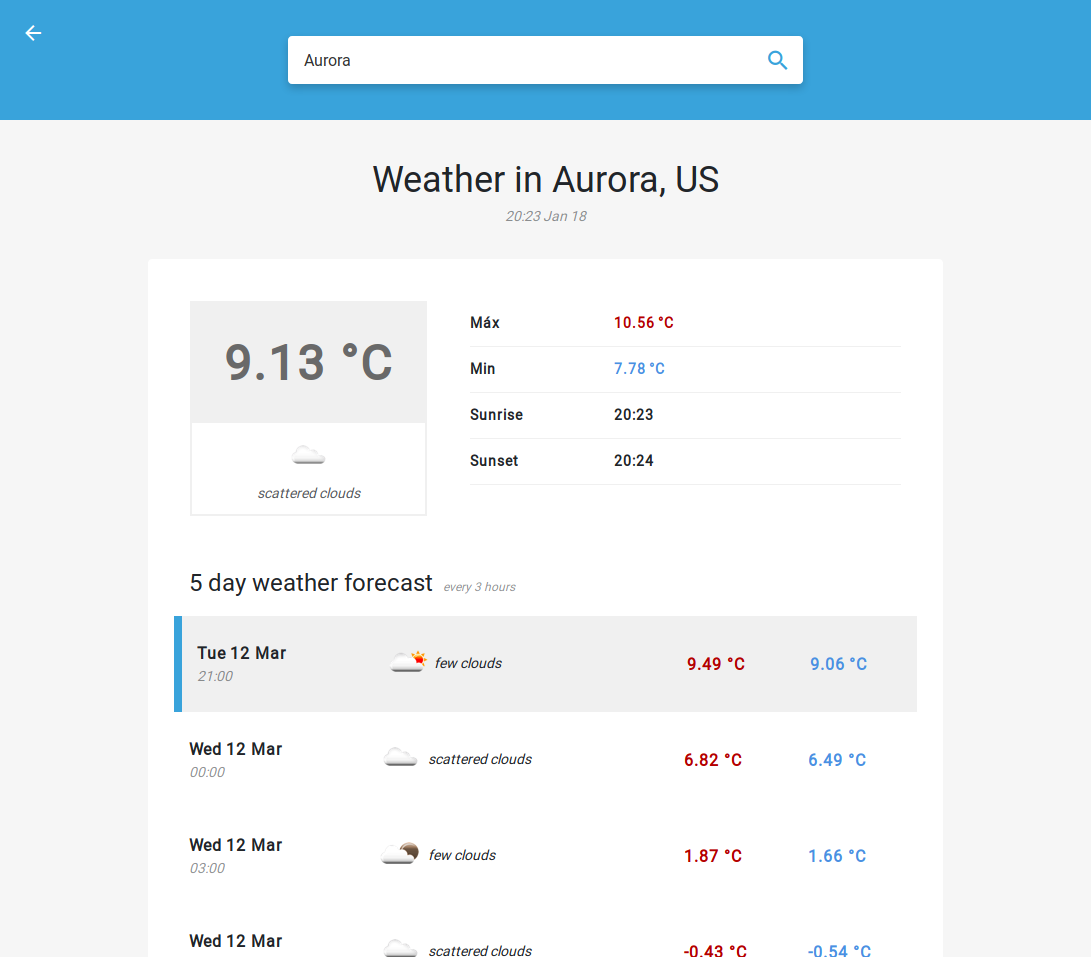 Aurora
Weather in Aurora, US
20:23 Jan 18
9.13 °C
scattered clouds
Máx 10.56 °C
Min 7.78 °C
Sunrise 20:23
Sunset 20:24
5 day weather forecast every 3 hours
Tue 12 Mar
21:00
few clouds 9.49 °C 9.06 °C
Wed 12 Mar
00:00
scattered clouds 6.82 °C 6.49 °C
Wed 12 Mar
03:00
few clouds 1.87 °C 1.66 °C
Wed 12 Mar
scattered clouds -0.43 °C -0.54 °C